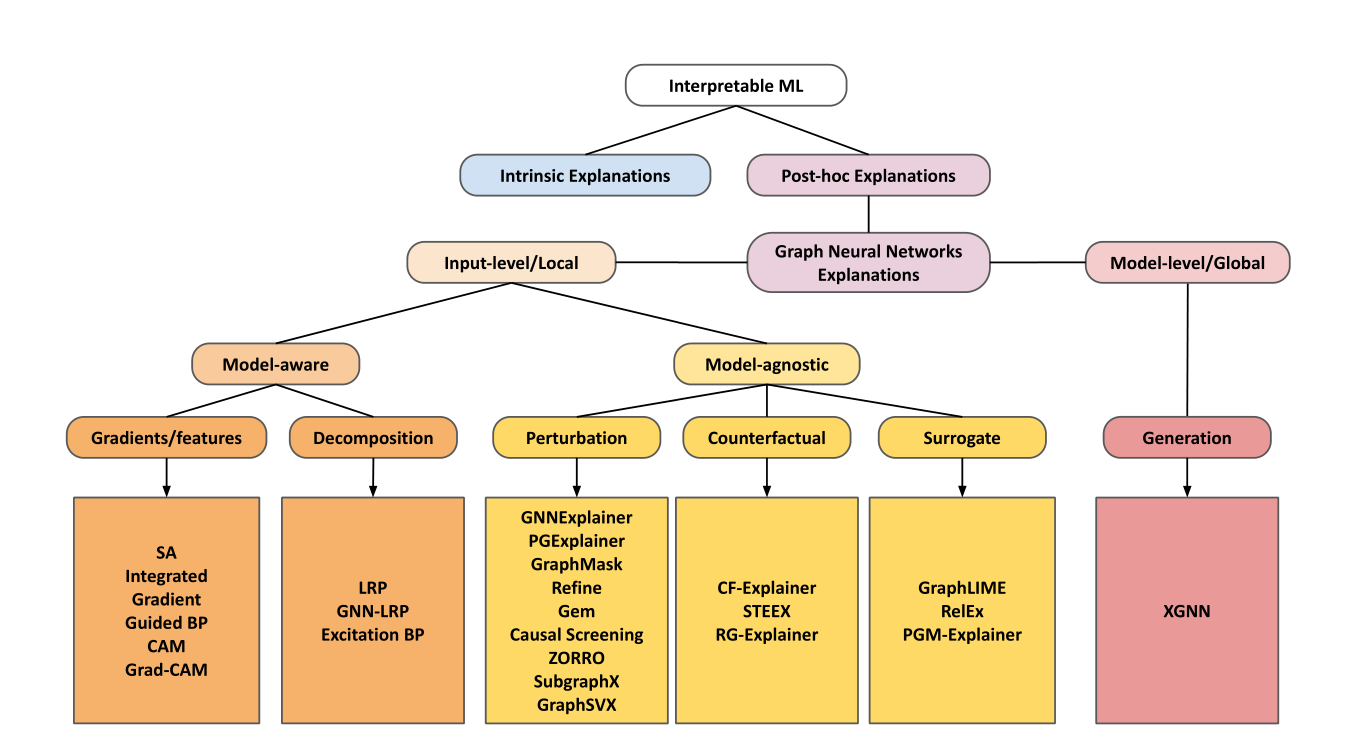 Interpretable ML
Intrinsic Explanations
Post-hoc Explanations
Input-level/Local
Graph Neural Networks
Explanations
Model-level/Global
Model-aware
Model-agnostic
Gradients/features
Decomposition
Perturbation
Counterfactual
Surrogate
Generation
SA
Integrated
Gradient
Guided BP
CAM
Grad-CAM
LRP
GNN-LRP
Excitation BP
GNNExplainer
PGExplainer
GraphMask
Refine
Gem
Causal Screening
ZORRO
SubgraphX
GraphSVX
CF-Explainer
STEEX
RG-Explainer
GraphLIME
RelEx
PGM-Explainer
XGNN